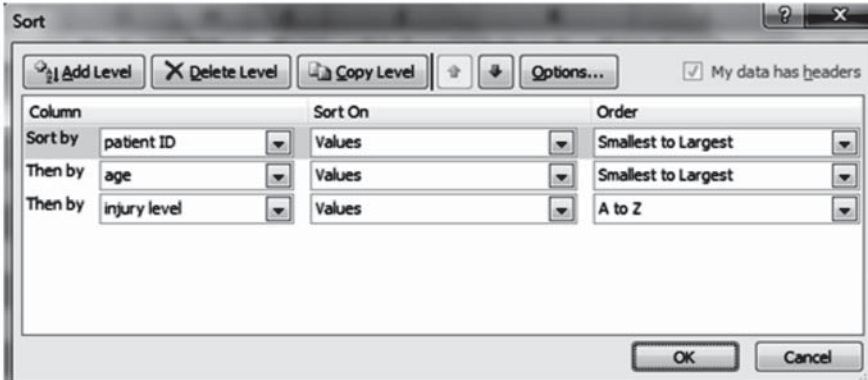 Sort
Add Level Delete Level Copy Level Options... My data has headers
Column Sort On Order
Sort by patient ID Values Smallest to Largest
Then by age Values Smallest to Largest
Then by injury level Values A to Z
OK Cancel